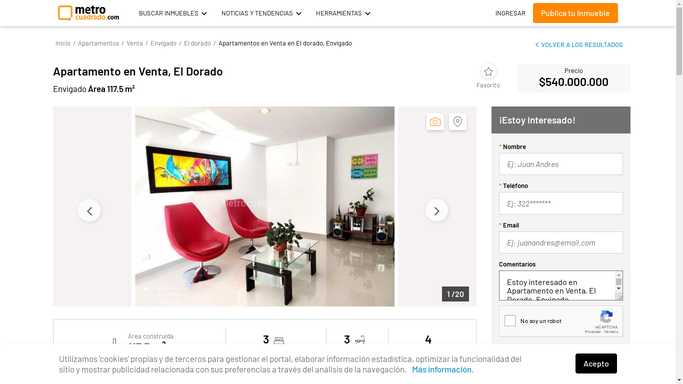 metro
cuadrado.com
BUSCAR INMUEBLES
NOTICIAS Y TENDENCIAS
HERRAMIENTAS
INGRESAR
Publica tu Inmueble
Inicio / Apartamentos / Venta / Envigado / El dorado / Apartamentos en Venta en El dorado, Envigado
VOLVER A LOS RESULTADOS
Apartamento en Venta, El Dorado
Envigado Área 117.5 m²
Favorito
Precio
$540.000.000
1 / 20
¡Estoy Interesado!
* Nombre
Ej: Juan Andres
* Teléfono
Ej: 322*******
* Email
Ej: juanandres@email.com
Comentarios
Estoy interesado en
Apartamento en Venta, El
Dorado, Envigado
No soy un robot
reCAPTCHA
Privacidad - Términos
Área construida
3
3
4
Utilizamos 'cookies' propias y de terceros para gestionar el portal, elaborar información estadística, optimizar la funcionalidad del
sitio y mostrar publicidad relacionada con sus preferencias a través del análisis de la navegación. Más información.
Acepto